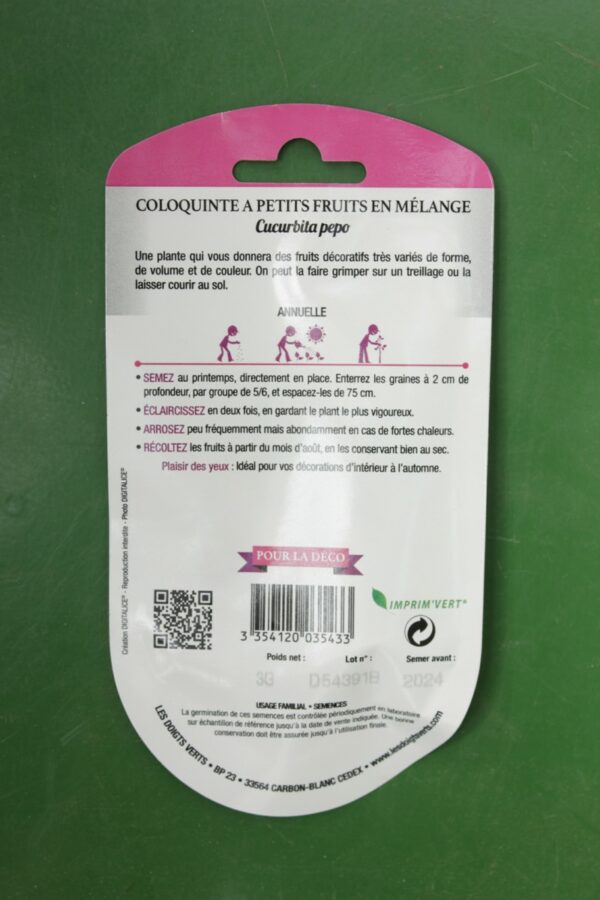 COLOQUINTE A PETITS FRUITS EN MÉLANGE
Cucurbita pepo
Une plante qui vous donnera des fruits décoratifs très variés de forme,
de volume et de couleur. On peut la faire grimper sur un treillage ou la
laisser courir au sol.
ANNUELLE
• SEMEZ au printemps, directement en place. Enterrez les graines à 2 cm de
profondeur, par groupe de 5/6, et espacez-les de 75 cm.
• ÉCLAIRCISSEZ en deux fois, en gardant le plant le plus vigoureux.
• ARROSEZ peu fréquemment mais abondamment en cas de fortes chaleurs.
• RÉCOLTEZ les fruits à partir du mois d'août, en les conservant bien au sec.
Plaisir des yeux : Idéal pour vos décorations d'intérieur à l'automne.
Création DIGITALICE® - Reproduction interdite - Photo DIGITALICE®
POUR LA DÉCO
IMPRIM'VERT®
3 354120 035433
Poids net : Lot n° : Semer avant :
3G D54391B 2024
USAGE FAMILIAL • SEMENCES
La germination de ces semences est contrôlée périodiquement en laboratoire
sur échantillon de référence jusqu'à la date de vente indiquée. Une bonne
conservation doit être assurée jusqu'à l'utilisation finale.
LES DOIGTS VERTS • BP 23 • 33564 CARBON-BLANC CEDEX • www.lesdoigtsverts.com